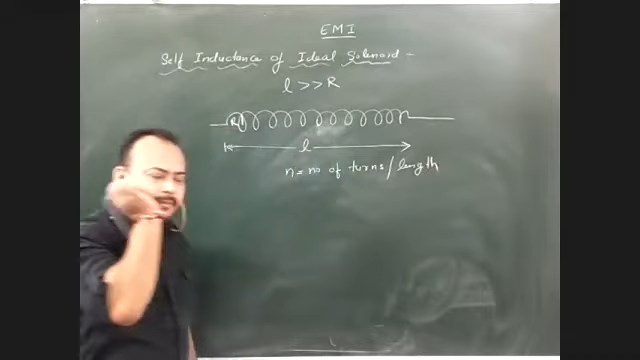 EMI
Self Inductance of Ideal Solenoid -
l >> R
R
l
n = no of turns / length